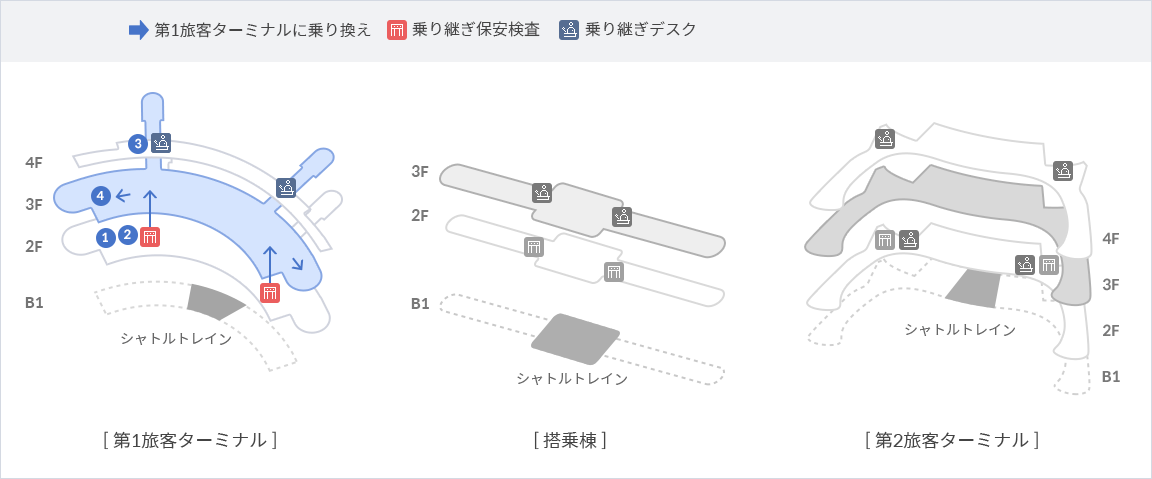 第1旅客ターミナルに乗り換え 乗り継ぎ保安検査 乗り継ぎデスク
3
4F
4
3F
1 2
2F
B1
シャトルトレイン
[ 第1旅客ターミナル ]
3F
2F
B1
シャトルトレイン
[ 搭乗棟 ]
4F
3F
シャトルトレイン
2F
B1
[ 第2旅客ターミナル ]